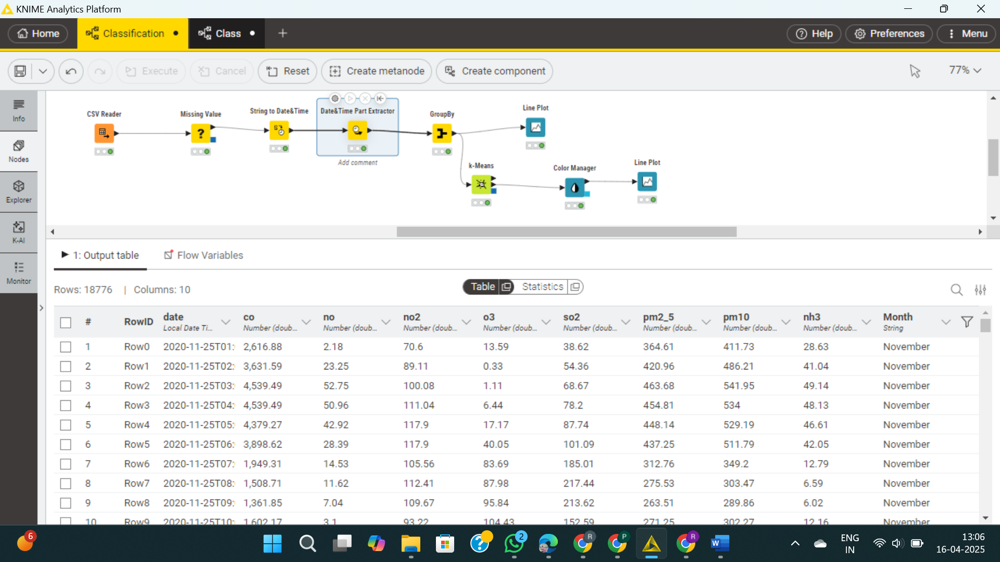 KNIME Analytics Platform
Home
Classification
Class
Help
Preferences
Menu
Execute
Cancel
Reset
Create metanode
Create component
77%
Info
Nodes
Explorer
K-AI
Monitor
CSV Reader
Missing Value
String to Date&Time
Date&Time Part Extractor
GroupBy
Line Plot
Add comment
k-Means
Color Manager
Line Plot
1: Output table
Flow Variables
Rows: 18776 | Columns: 10
Table
Statistics
# RowID date co no no2 o3 so2 pm2_5 pm10 nh3 Month
Local Date Ti... Number (doub... Number (doub... Number (doub... Number (doub... Number (doub... Number (doub... Number (doub... Number (doub... String
1 Row0 2020-11-25T01: 2,616.88 2.18 70.6 13.59 38.62 364.61 411.73 28.63 November
2 Row1 2020-11-25T02: 3,631.59 23.25 89.11 0.33 54.36 420.96 486.21 41.04 November
3 Row2 2020-11-25T03: 4,539.49 52.75 100.08 1.11 68.67 463.68 541.95 49.14 November
4 Row3 2020-11-25T04: 4,539.49 50.96 111.04 6.44 78.2 454.81 534 48.13 November
5 Row4 2020-11-25T05: 4,379.27 42.92 117.9 17.17 87.74 448.14 529.19 46.61 November
6 Row5 2020-11-25T06: 3,898.62 28.39 117.9 40.05 101.09 437.25 511.79 42.05 November
7 Row6 2020-11-25T07: 1,949.31 14.53 105.56 83.69 185.01 312.76 349.2 12.79 November
8 Row7 2020-11-25T08: 1,508.71 11.62 112.41 87.98 217.44 275.53 303.47 6.59 November
9 Row8 2020-11-25T09: 1,361.85 7.04 109.67 95.84 213.62 263.51 289.86 6.02 November
10 Row9 2020-11-25T10: 1,602.17 3.1 93.22 104.43 152.59 271.25 302.27 12.16 November
6
2
R
P
R
W
ENG
IN
13:06
16-04-2025